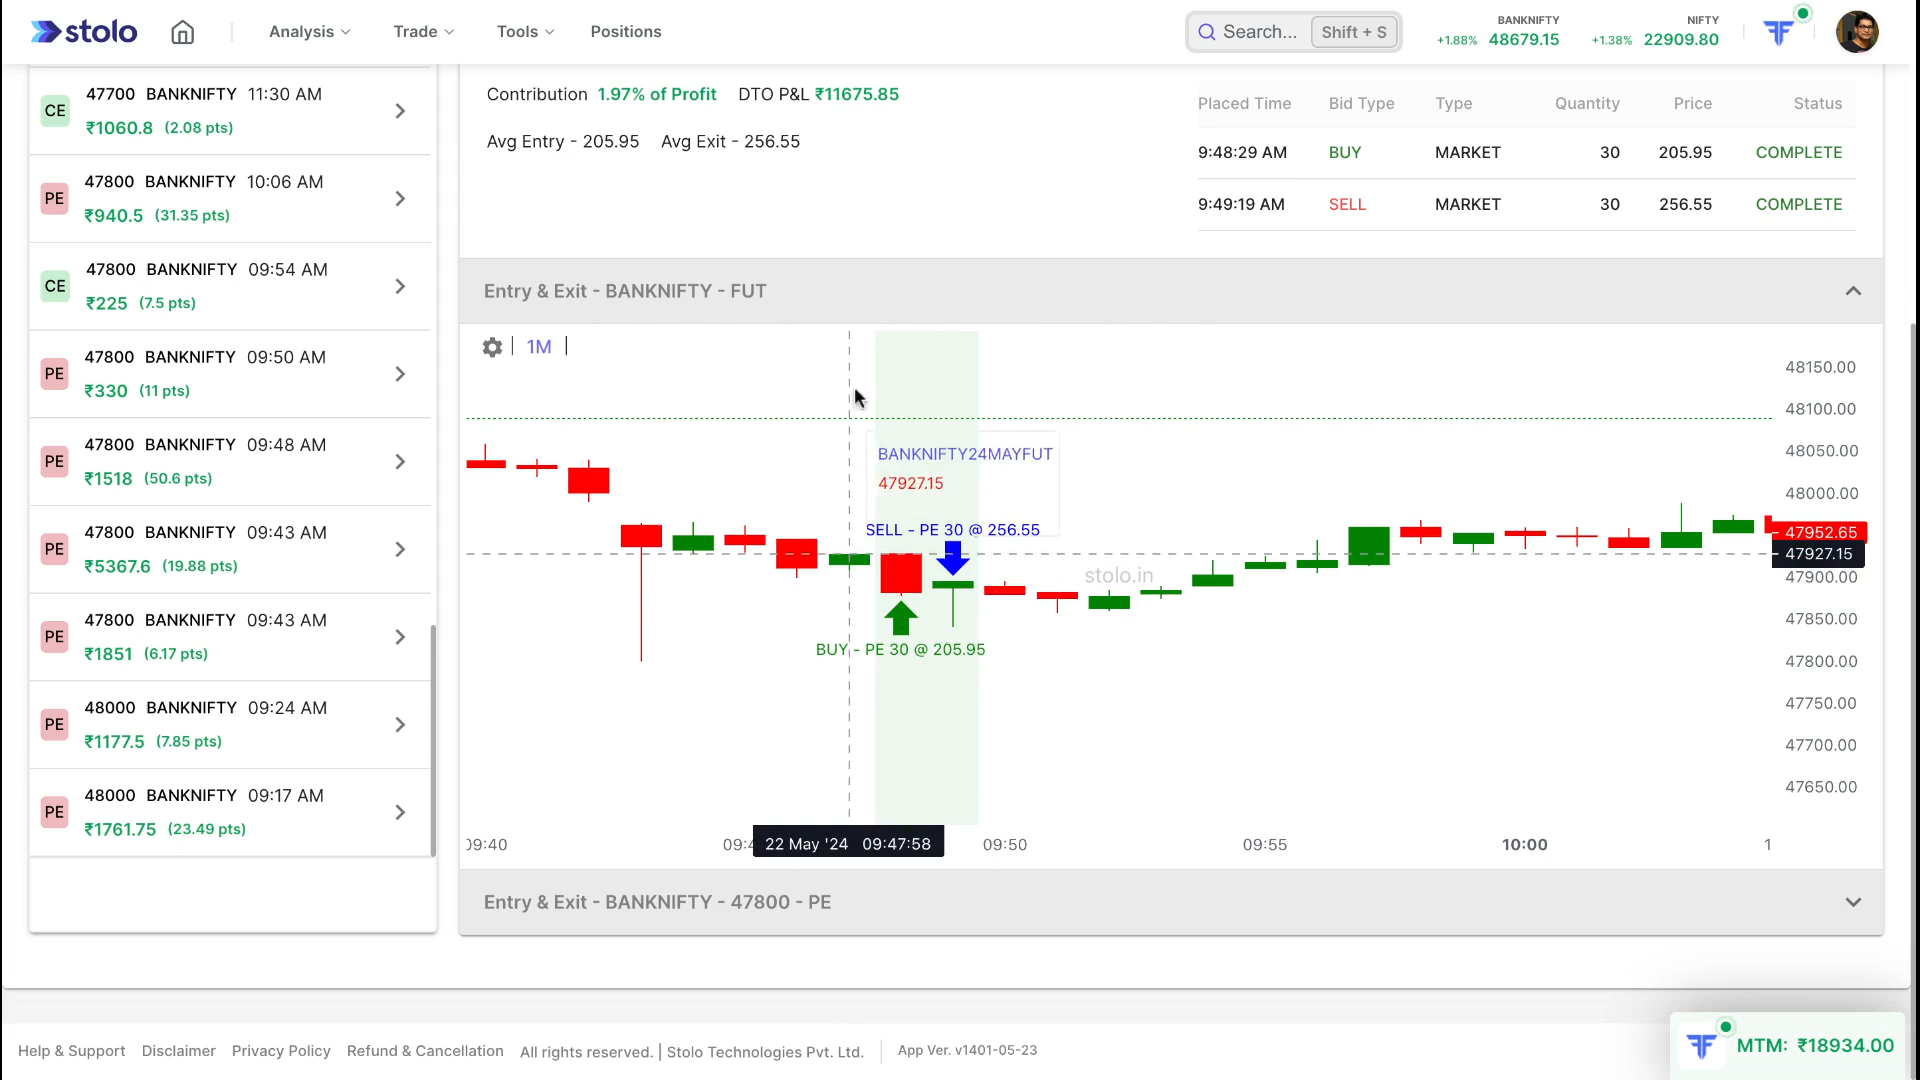 stolo
Analysis
Trade
Tools
Positions
Search...
Shift + S
BANKNIFTY
+1.88% 48679.15
NIFTY
+1.38% 22909.80
CE
47700 BANKNIFTY 11:30 AM
₹1060.8 (2.08 pts)
PE
47800 BANKNIFTY 10:06 AM
₹940.5 (31.35 pts)
CE
47800 BANKNIFTY 09:54 AM
₹225 (7.5 pts)
PE
47800 BANKNIFTY 09:50 AM
₹330 (11 pts)
PE
47800 BANKNIFTY 09:48 AM
₹1518 (50.6 pts)
PE
47800 BANKNIFTY 09:43 AM
₹5367.6 (19.88 pts)
PE
47800 BANKNIFTY 09:43 AM
₹1851 (6.17 pts)
PE
48000 BANKNIFTY 09:24 AM
₹1177.5 (7.85 pts)
PE
48000 BANKNIFTY 09:17 AM
₹1761.75 (23.49 pts)
Contribution 1.97% of Profit DTO P&L ₹11675.85
Avg Entry - 205.95 Avg Exit - 256.55
Placed Time Bid Type Type Quantity Price Status
9:48:29 AM BUY MARKET 30 205.95 COMPLETE
9:49:19 AM SELL MARKET 30 256.55 COMPLETE
Entry & Exit - BANKNIFTY - FUT
1M
BANKNIFTY24MAYFUT
47927.15
SELL - PE 30 @ 256.55
stolo.in
BUY - PE 30 @ 205.95
48150.00
48100.00
48050.00
48000.00
47952.65
47927.15
47900.00
47850.00
47800.00
47750.00
47700.00
47650.00
09:40 09:4 22 May '24 09:47:58 09:50 09:55 10:00 1
Entry & Exit - BANKNIFTY - 47800 - PE
MTM: ₹18934.00
Help & Support Disclaimer Privacy Policy Refund & Cancellation All rights reserved. | Stolo Technologies Pvt. Ltd. App Ver. v1401-05-23